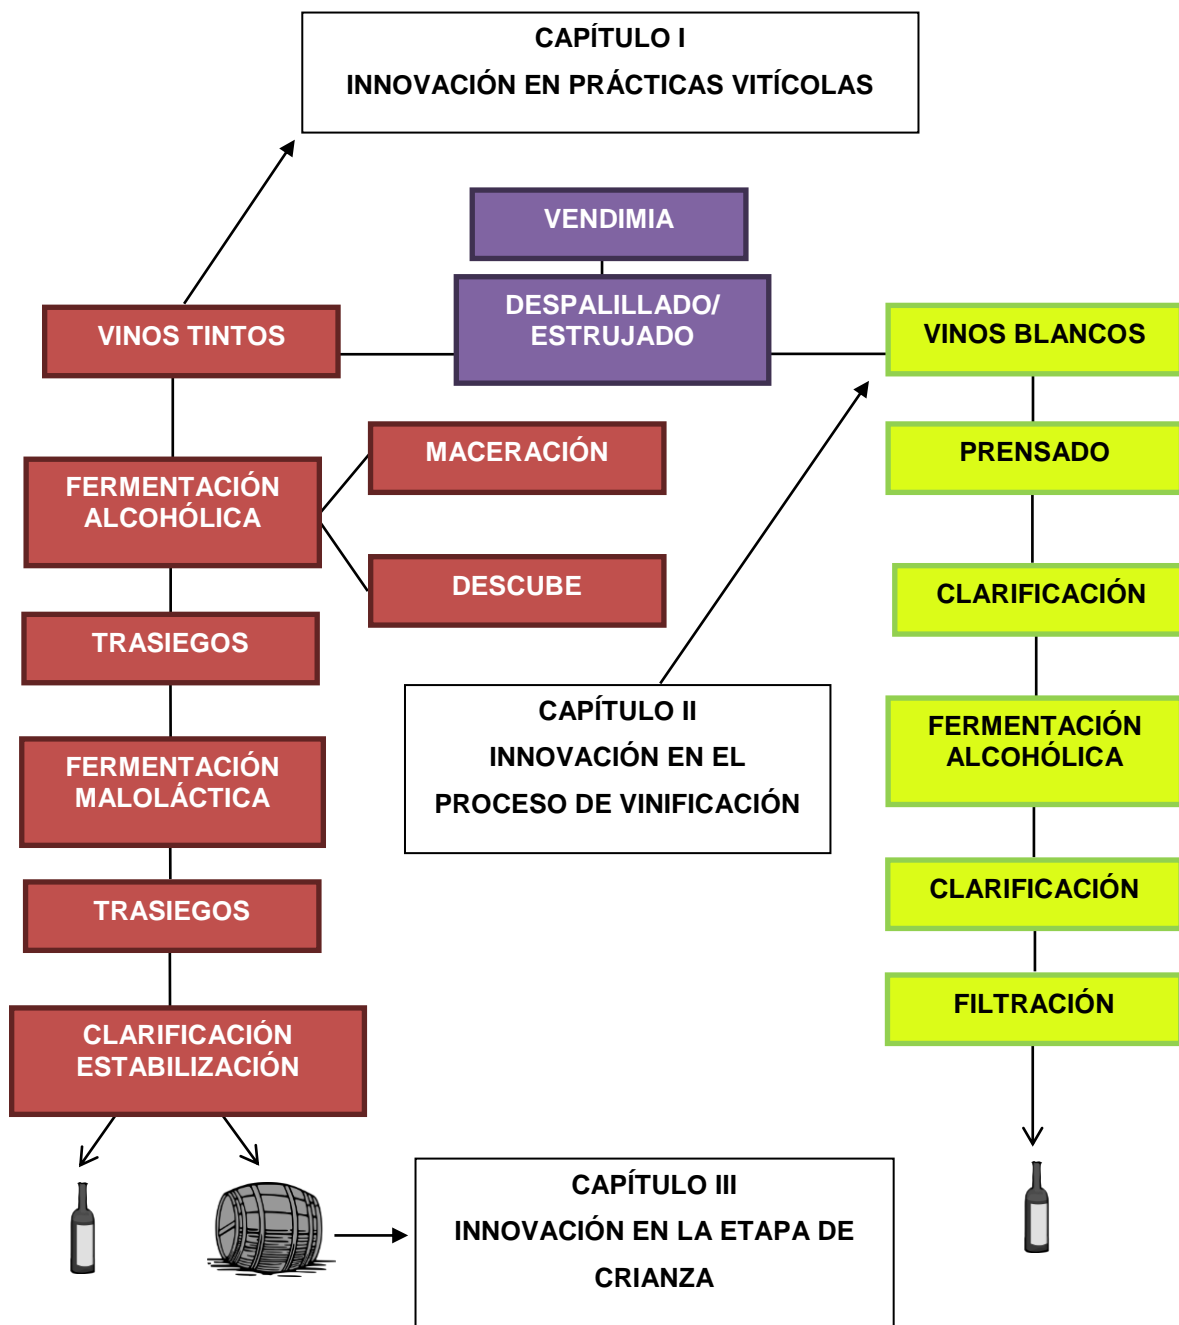 CAPÍTULO I
INNOVACIÓN EN PRÁCTICAS VITÍCOLAS
VENDIMIA
DESPALILLADO/
ESTRUJADO
VINOS TINTOS
VINOS BLANCOS
MACERACIÓN
PRENSADO
FERMENTACIÓN
ALCOHÓLICA
DESCUBE
CLARIFICACIÓN
TRASIEGOS
CAPÍTULO II
INNOVACIÓN EN EL
PROCESO DE VINIFICACIÓN
FERMENTACIÓN
ALCOHÓLICA
FERMENTACIÓN
MALOLÁCTICA
CLARIFICACIÓN
TRASIEGOS
FILTRACIÓN
CLARIFICACIÓN
ESTABILIZACIÓN
CAPÍTULO III
INNOVACIÓN EN LA ETAPA DE
CRIANZA